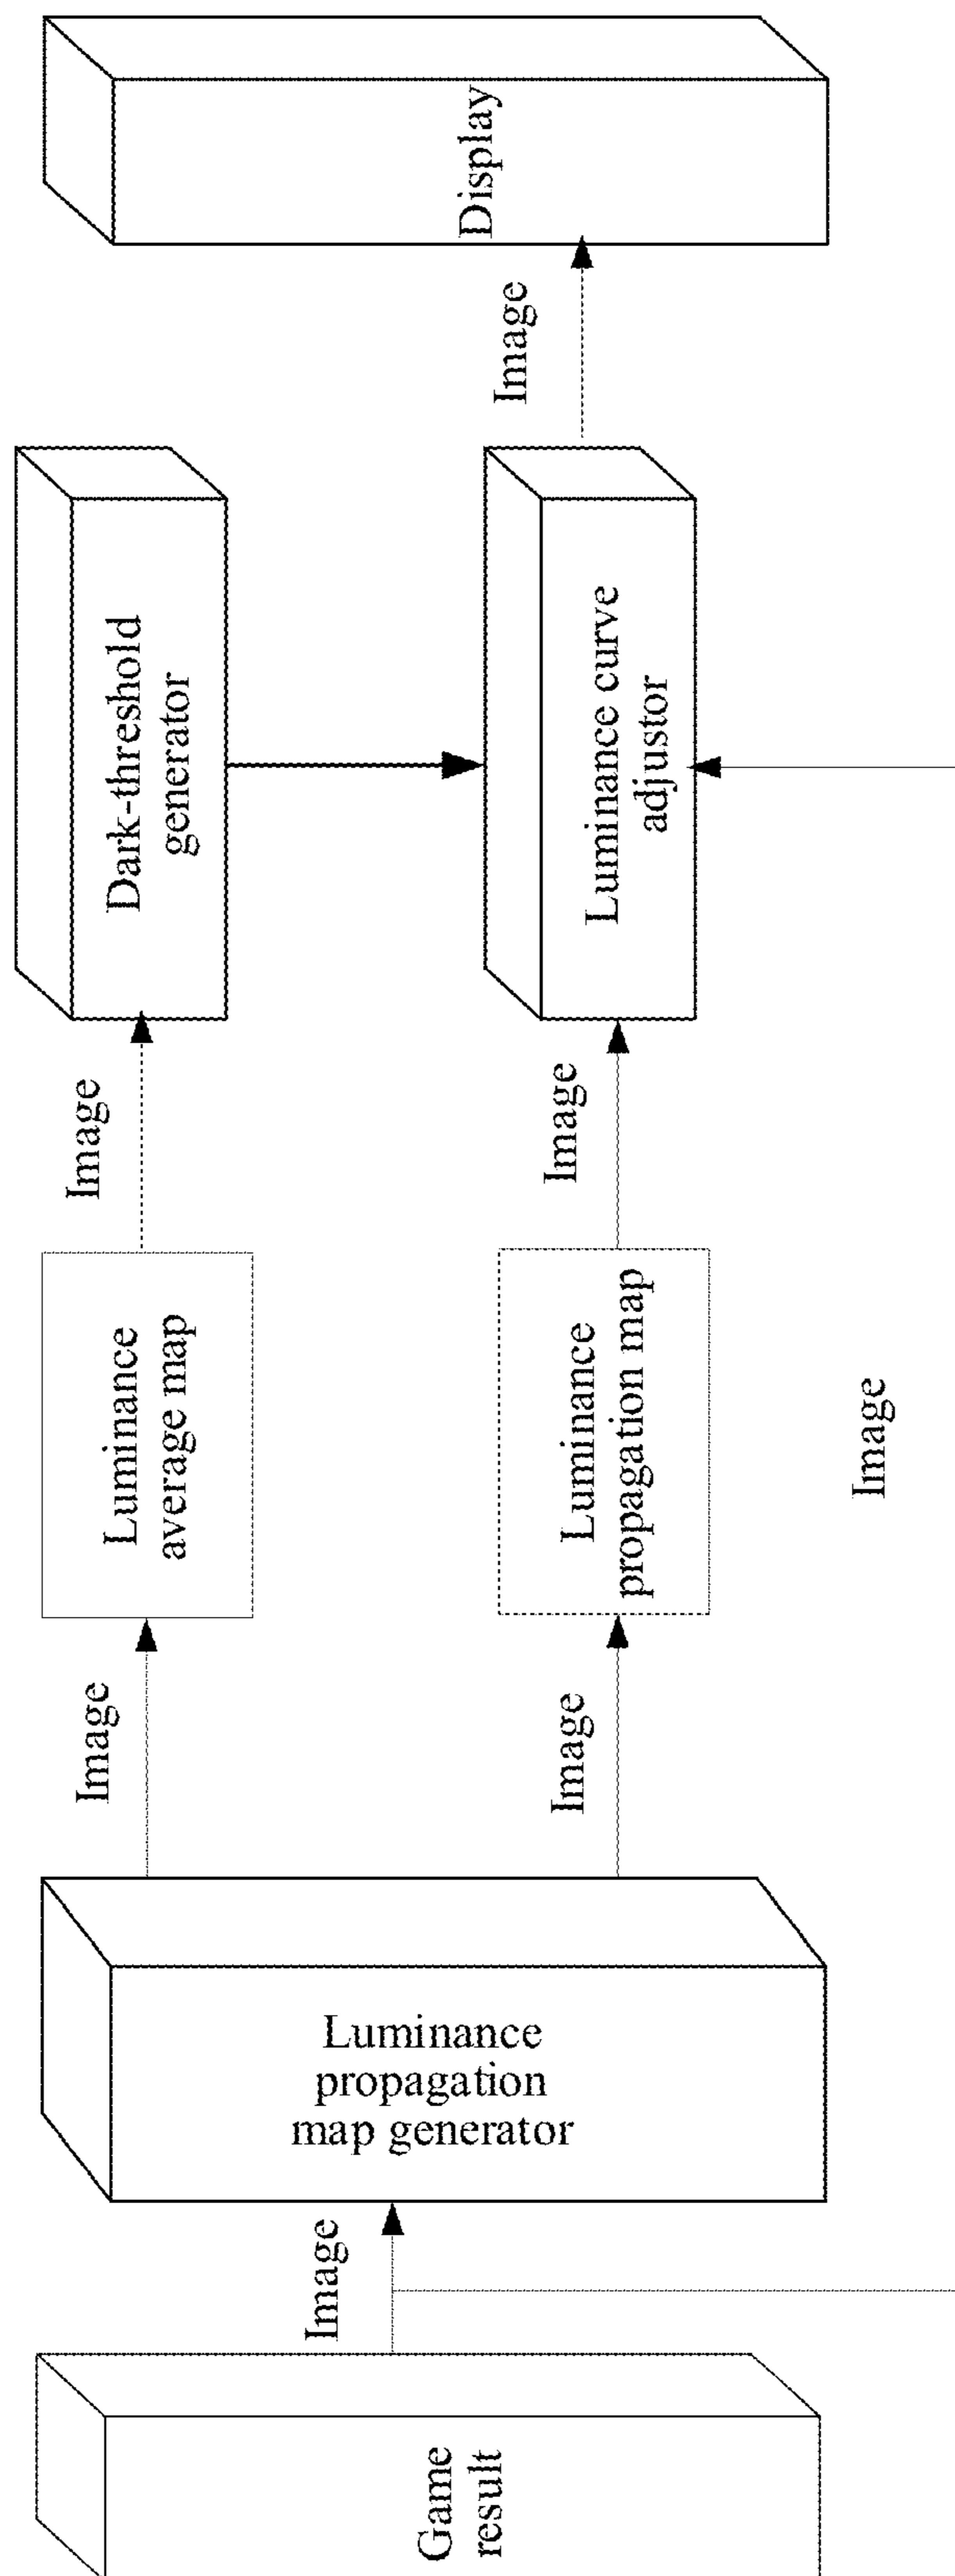 Game
result
Image
Luminance
propagation
map generator
Image
Luminance
average map
Image
Dark-threshold
generator
Image
Luminance
propagation map
Image
Luminance curve
adjustor
Image
Display
Image